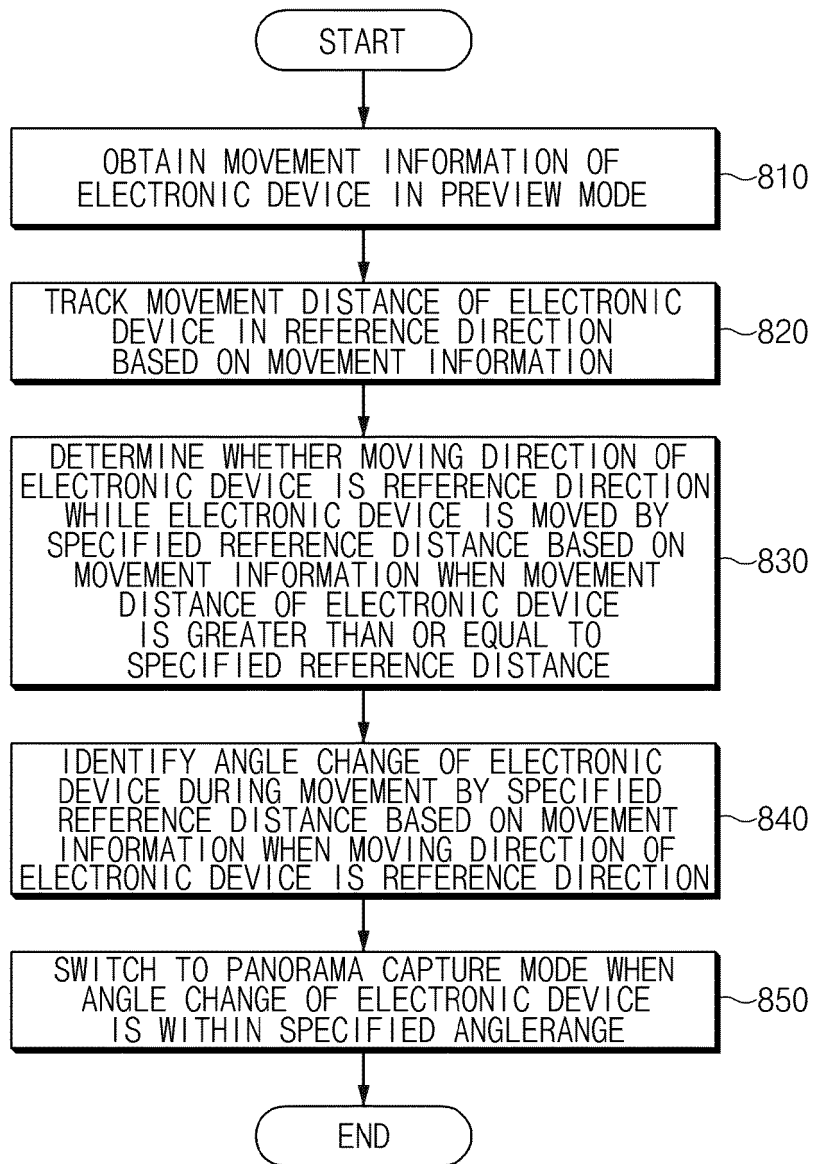 START
OBTAIN MOVEMENT INFORMATION OF
ELECTRONIC DEVICE IN PREVIEW MODE
810
TRACK MOVEMENT DISTANCE OF ELECTRONIC
DEVICE IN REFERENCE DIRECTION
BASED ON MOVEMENT INFORMATION
820
DETERMINE WHETHER MOVING DIRECTION OF
ELECTRONIC DEVICE IS REFERENCE DIRECTION
WHILE ELECTRONIC DEVICE IS MOVED BY
SPECIFIED REFERENCE DISTANCE BASED ON
MOVEMENT INFORMATION WHEN MOVEMENT
DISTANCE OF ELECTRONIC DEVICE
IS GREATER THAN OR EQUAL TO
SPECIFIED REFERENCE DISTANCE
830
IDENTIFY ANGLE CHANGE OF ELECTRONIC
DEVICE DURING MOVEMENT BY SPECIFIED
REFERENCE DISTANCE BASED ON MOVEMENT
INFORMATION WHEN MOVING DIRECTION OF
ELECTRONIC DEVICE IS REFERENCE DIRECTION
840
SWITCH TO PANORAMA CAPTURE MODE WHEN
ANGLE CHANGE OF ELECTRONIC DEVICE
IS WITHIN SPECIFIED ANGLERANGE
850
END